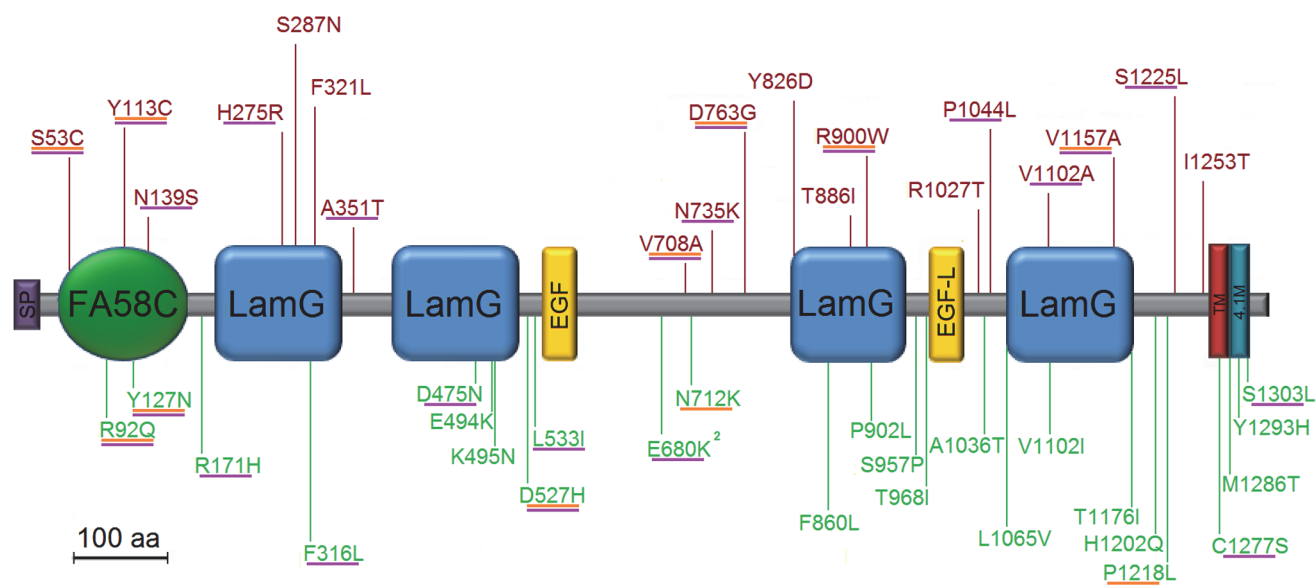 S287N
F321L
Y826D
S1225L
Y113C
H275R
D763G
P1044L
S53C
R900W
V1157A
I1253T
N139S
A351T
N735K
T886I
R1027T
V1102A
V708A
SP
FA58C
LamG
LamG
EGF
LamG
EGF-L
LamG
TM
4.1M
D475N
Y127N
N712K
S1303L
R92Q
E494K
L533I
E680K²
P902L
A1036T
V1102I
Y1293H
R171H
K495N
S957P
D527H
T968I
M1286T
F860L
T1176I
100 aa
F316L
L1065V
H1202Q
C1277S
P1218L